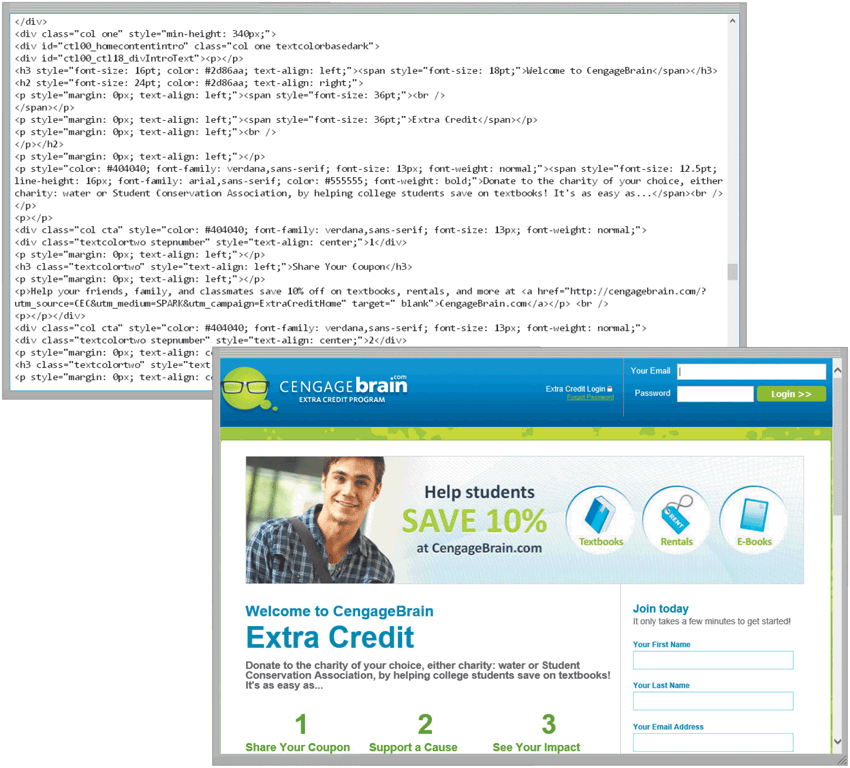 </div>
<div class="col one" style="min-height: 340px;">
<div id="ctl00_homecontentintro" class="col one textcolorbasedark">
<div id="ctl00_ctl18_divIntroText"><p></p>
<h3 style="font-size: 16pt; color: #2d86aa; text-align: left;"><span style="font-size: 18pt;">Welcome to CengageBrain</span></h3>
<h2 style="font-size: 24pt; color: #2d86aa; text-align: right;">
<p style="margin: 0px; text-align: left;"><span style="font-size: 36pt;"><br />
</span></p>
<p style="margin: 0px; text-align: left;"><span style="font-size: 36pt;">Extra Credit</span></p>
<p style="margin: 0px; text-align: left;"><br />
</p></h2>
<p style="margin: 0px; text-align: left;"></p>
<p style="color: #404040; font-family: verdana,sans-serif; font-size: 13px; font-weight: normal;"><span style="font-size: 12.5pt;
line-height: 16px; font-family: arial,sans-serif; color: #555555; font-weight: bold;">Donate to the charity of your choice, either
charity: water or Student Conservation Association, by helping college students save on textbooks! It's as easy as...</span><br />
</p>
<p></p>
<div class="col cta" style="color: #404040; font-family: verdana,sans-serif; font-size: 13px; font-weight: normal;">
<div class="textcolortwo stepnumber" style="text-align: center;">1</div>
<p style="margin: 0px; text-align: left;"></p>
<h3 class="textcolortwo" style="text-align: left;">Share Your Coupon</h3>
<p style="margin: 0px; text-align: left;"></p>
<p>Help your friends, family, and classmates save 10% off on textbooks, rentals, and more at <a href="http://cengagebrain.com/?
utm_source=CEC&utm_medium=SPARK&utm_campaign=ExtraCreditHome" target="_blank">CengageBrain.com</a></p> <br />
<p></p></div>
<div class="col cta" style="color: #404040; font-family: verdana,sans-serif; font-size: 13px; font-weight: normal;">
<div class="textcolortwo stepnumber" style="text-align: center;">2</div>
<p style="margin: 0px; text-align: c
<h3 class="textcolortwo" style="text
<p style="margin: 0px; text-align: c
CENGAGEbrain.com
EXTRA CREDIT PROGRAM
Extra Credit Login
Forgot Password
Your Email
Password
Login >>
Help students
SAVE 10%
at CengageBrain.com
Textbooks
RENT
Rentals
E-Books
Welcome to CengageBrain
Extra Credit
Donate to the charity of your choice, either charity: water or Student
Conservation Association, by helping college students save on textbooks!
It's as easy as...
1
Share Your Coupon
2
Support a Cause
3
See Your Impact
Join today
It only takes a few minutes to get started!
Your First Name
Your Last Name
Your Email Address